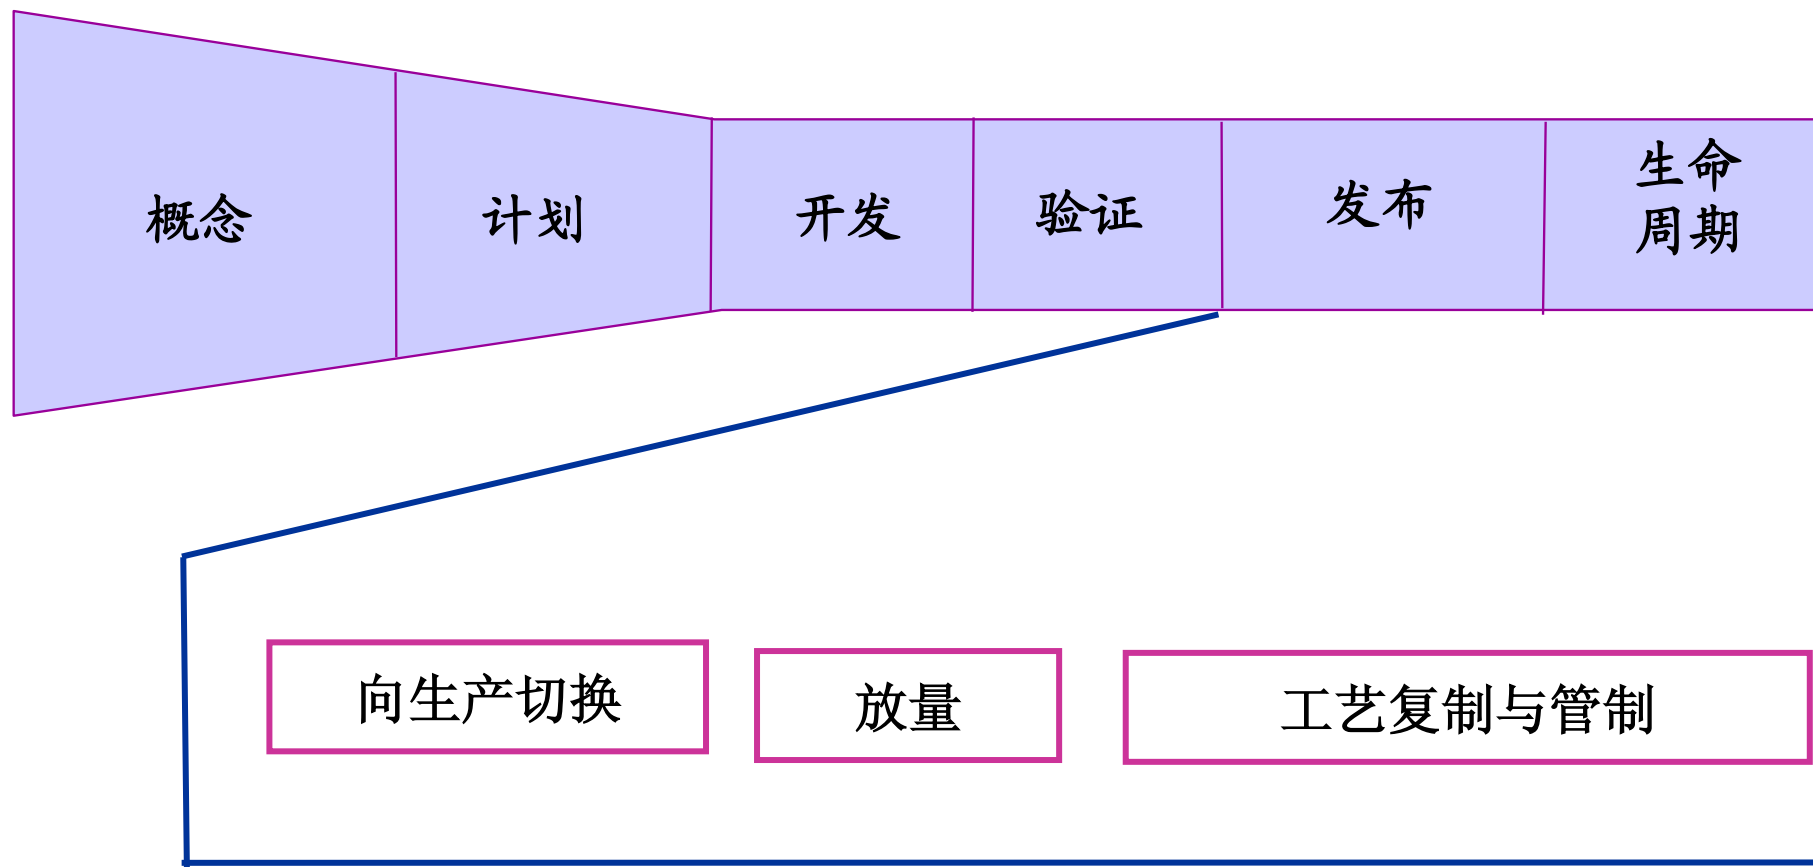 概念
计划
开发
验证
发布
生命
周期
向生产切换
放量
工艺复制与管制